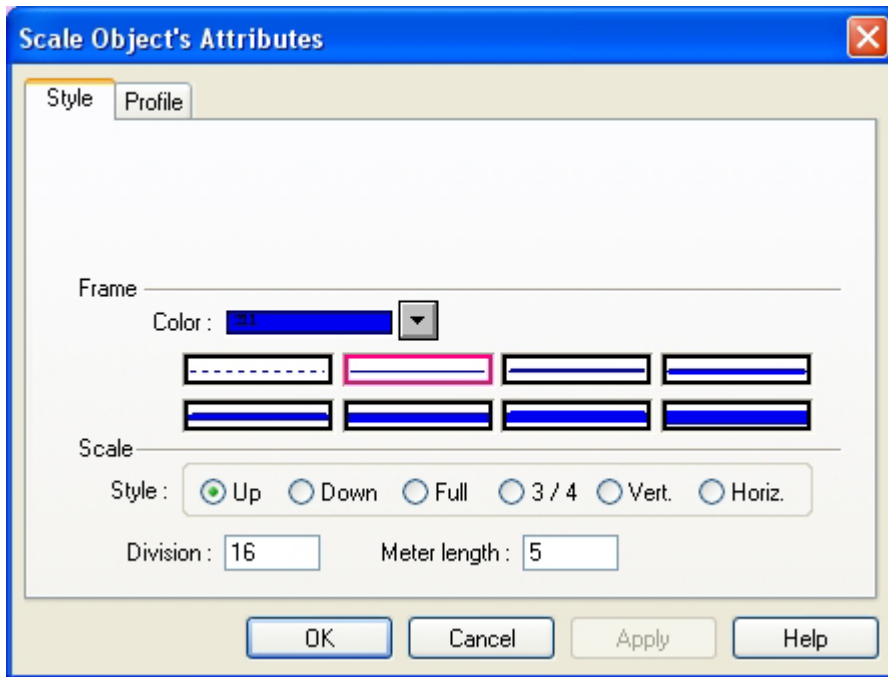 Scale Object's Attributes
Style Profile
Frame
Color :
Scale
Style : Up Down Full 3 / 4 Vert. Horiz.
Division : 16 Meter length : 5
OK Cancel Apply Help